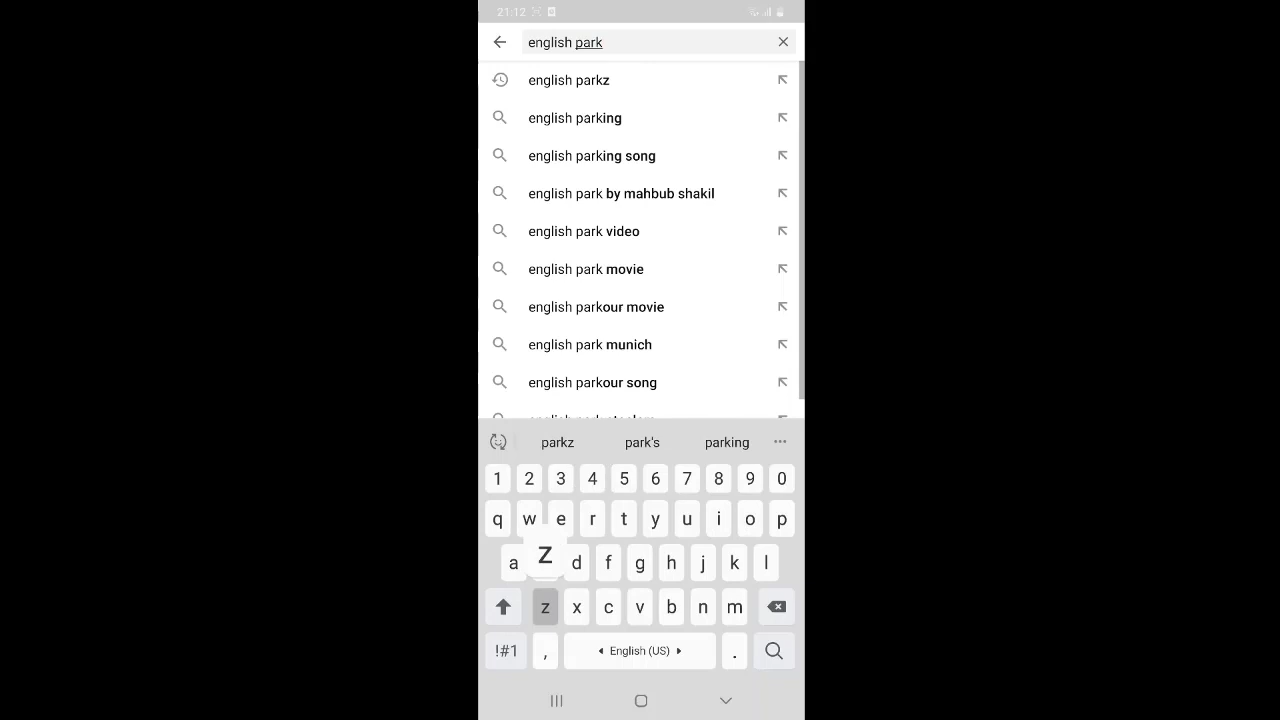 21:12
english park
english parkz
english parking
english parking song
english park by mahbub shakil
english park video
english park movie
english parkour movie
english park munich
english parkour song
parkz park's parking
1 2 3 4 5 6 7 8 9 0
q w e r t y u i o p
a Z d f g h j k l
z x c v b n m
!#1 , English (US) .